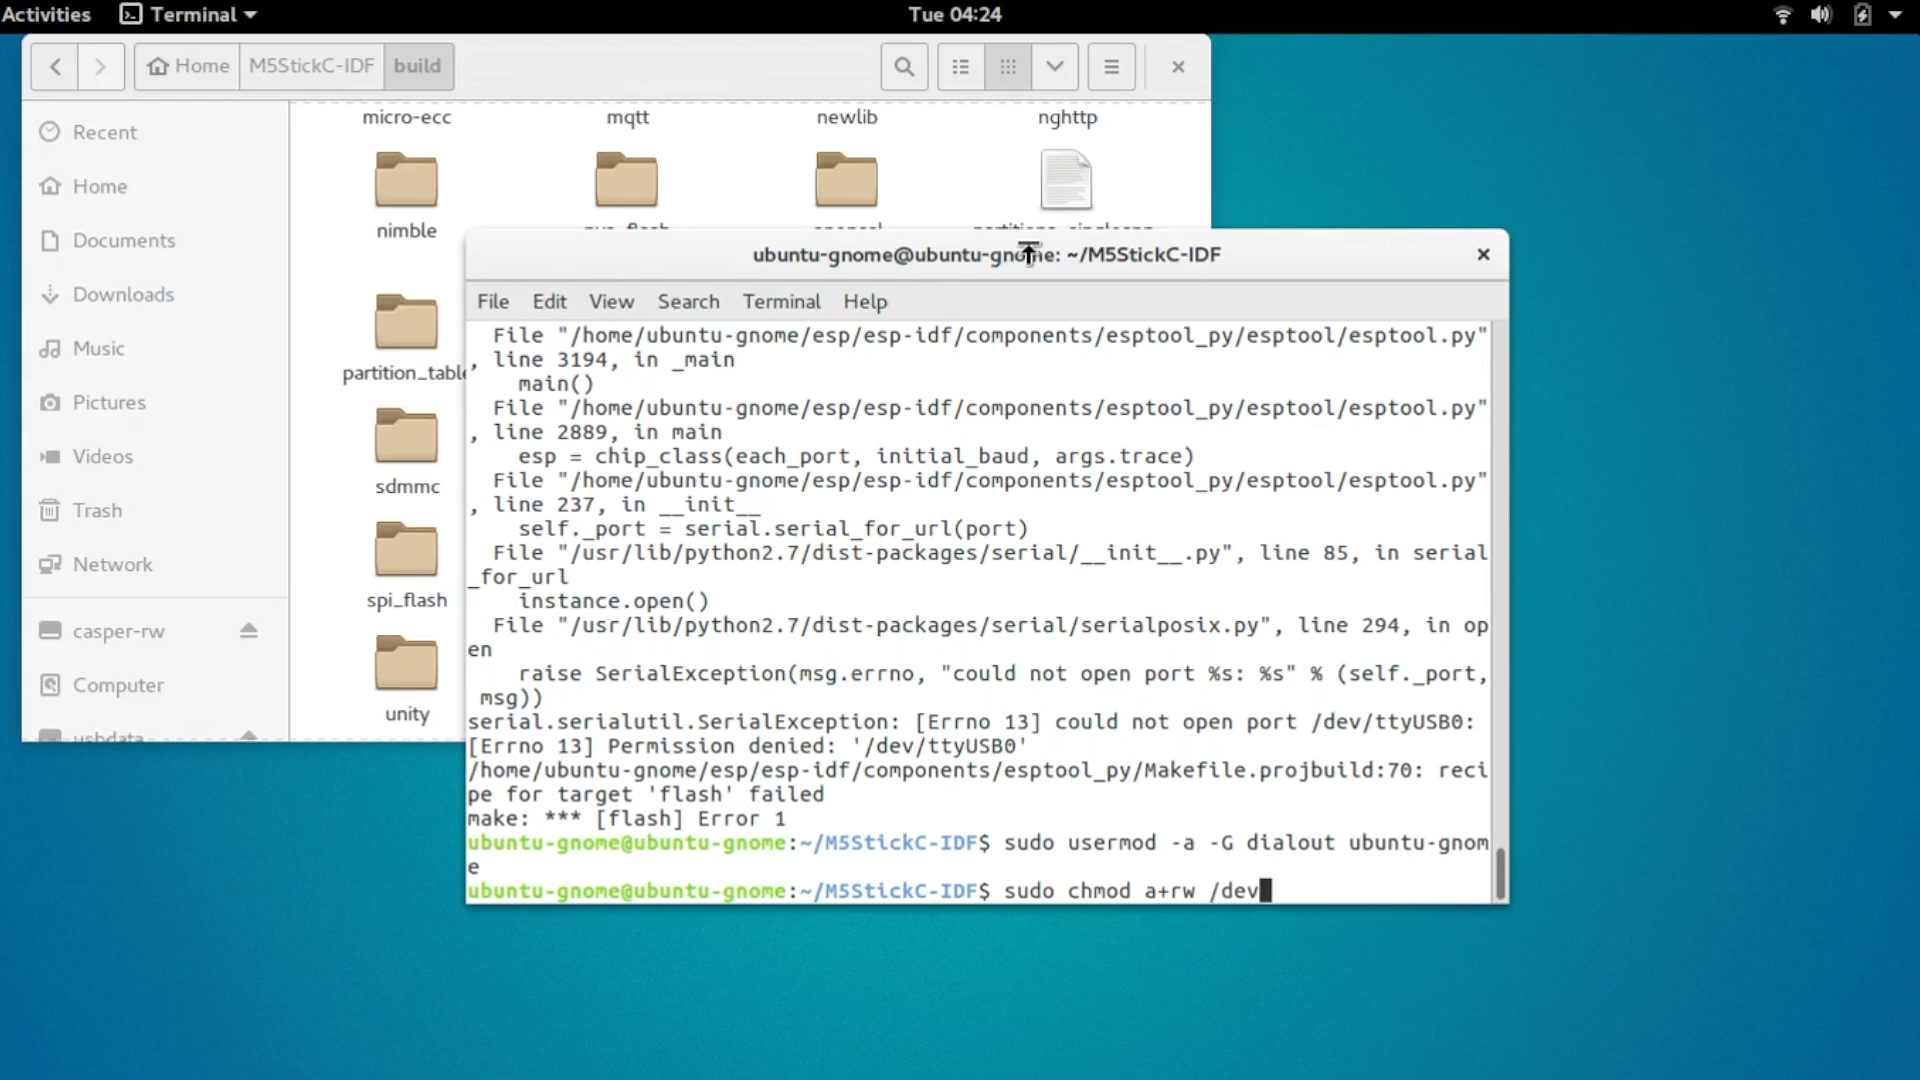 Activities
Terminal
Tue 04:24
Home
M5StickC-IDF
build
Recent
Home
Documents
Downloads
Music
Pictures
Videos
Trash
Network
casper-rw
Computer
usbdata
micro-ecc
mqtt
newlib
nghttp
nimble
partition_table
sdmmc
spi_flash
unity
ubuntu-gnome@ubuntu-gnome: ~/M5StickC-IDF
File Edit View Search Terminal Help
File "/home/ubuntu-gnome/esp/esp-idf/components/esptool_py/esptool/esptool.py"
, line 3194, in _main
main()
File "/home/ubuntu-gnome/esp/esp-idf/components/esptool_py/esptool/esptool.py"
, line 2889, in main
esp = chip_class(each_port, initial_baud, args.trace)
File "/home/ubuntu-gnome/esp/esp-idf/components/esptool_py/esptool/esptool.py"
, line 237, in __init__
self._port = serial.serial_for_url(port)
File "/usr/lib/python2.7/dist-packages/serial/__init__.py", line 85, in serial
_for_url
instance.open()
File "/usr/lib/python2.7/dist-packages/serial/serialposix.py", line 294, in op
en
raise SerialException(msg.errno, "could not open port %s: %s" % (self._port,
msg))
serial.serialutil.SerialException: [Errno 13] could not open port /dev/ttyUSB0:
[Errno 13] Permission denied: '/dev/ttyUSB0'
/home/ubuntu-gnome/esp/esp-idf/components/esptool_py/Makefile.projbuild:70: reci
pe for target 'flash' failed
make: *** [flash] Error 1
ubuntu-gnome@ubuntu-gnome:~/M5StickC-IDF$ sudo usermod -a -G dialout ubuntu-gnom
e
ubuntu-gnome@ubuntu-gnome:~/M5StickC-IDF$ sudo chmod a+rw /dev